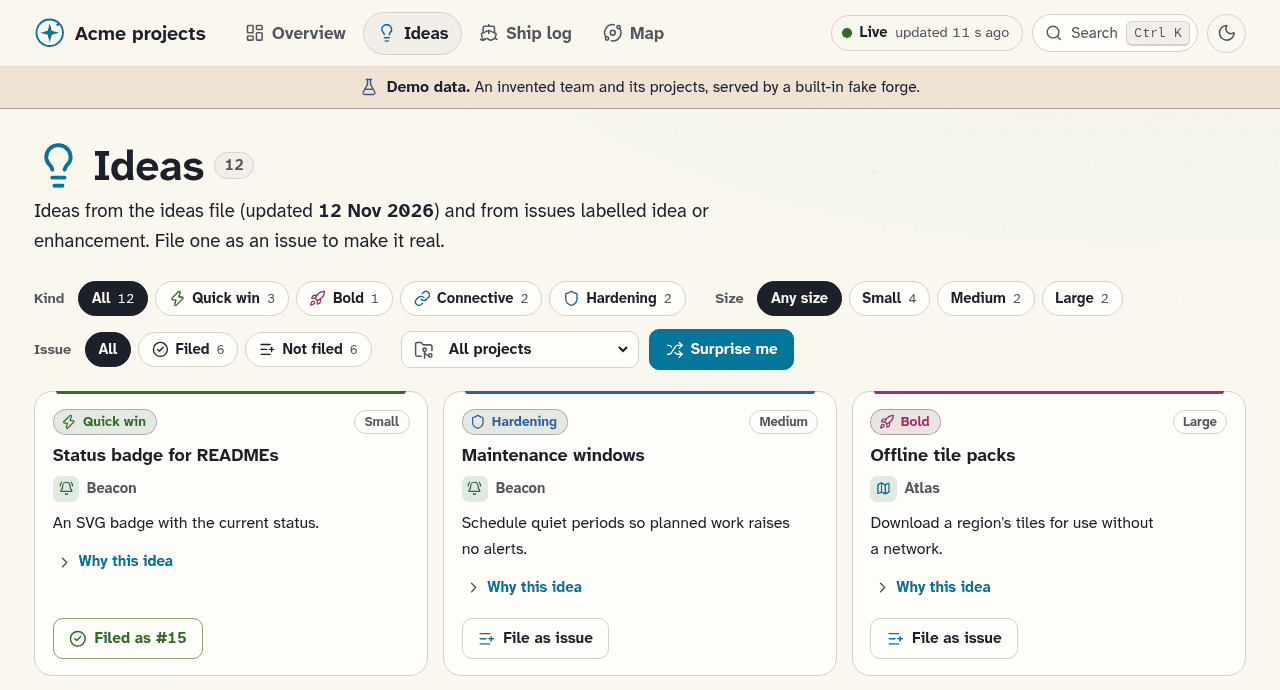 Acme projects
Overview
Ideas
Ship log
Map
Live updated 11 s ago
Search Ctrl K
Demo data. An invented team and its projects, served by a built-in fake forge.
Ideas 12
Ideas from the ideas file (updated 12 Nov 2026) and from issues labelled idea or
enhancement. File one as an issue to make it real.
Kind All 12 Quick win 3 Bold 1 Connective 2 Hardening 2 Size Any size Small 4 Medium 2 Large 2
Issue All Filed 6 Not filed 6 All projects Surprise me
Quick win Small
Status badge for READMEs
Beacon
An SVG badge with the current status.
Why this idea
Filed as #15
Hardening Medium
Maintenance windows
Beacon
Schedule quiet periods so planned work raises
no alerts.
Why this idea
File as issue
Bold Large
Offline tile packs
Atlas
Download a region's tiles for use without
a network.
Why this idea
File as issue